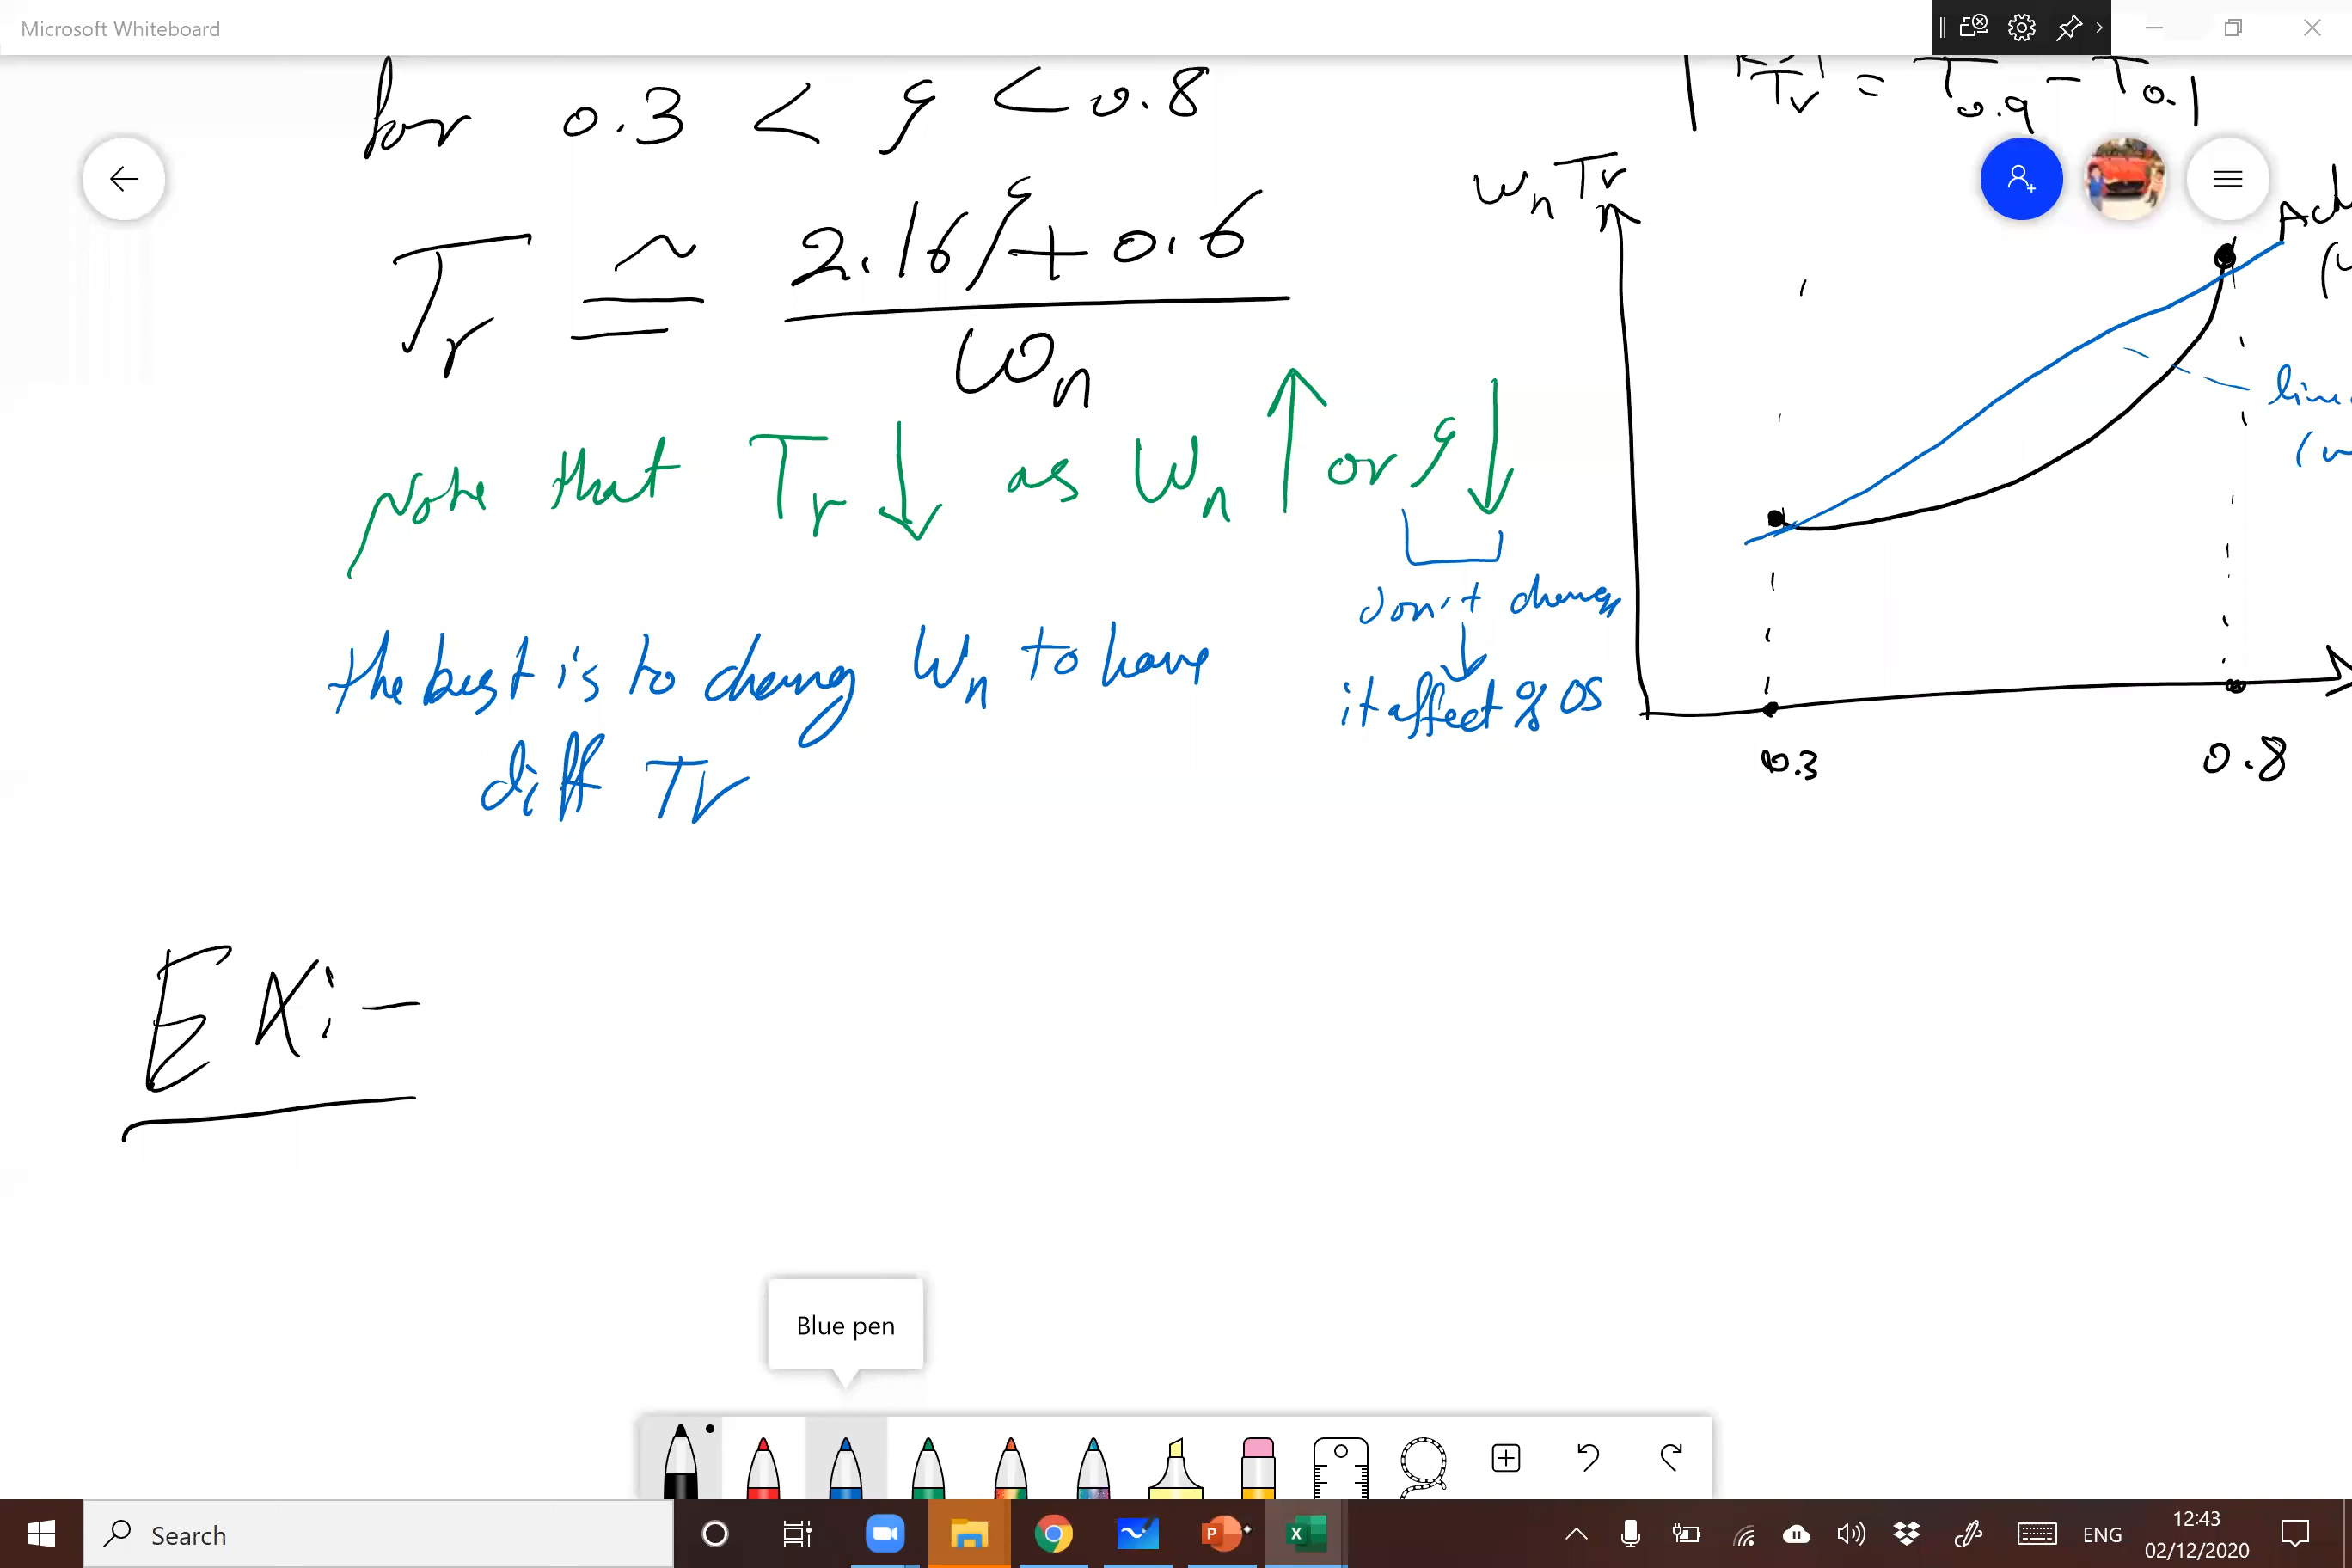 Microsoft Whiteboard
for 0.3 < ζ < 0.8
Tr = T0.9 - T0.1
Tr ≅ (2.16ζ + 0.6) / ωn
ωn Tr
Note that Tr ↓ as ωn ↑ or ζ ↓
don't change
↓
it affect % OS
the best is to chang ωn to have
diff Tr
0.3
0.8
EX:-
Blue pen
Search
ENG
12:43
02/12/2020